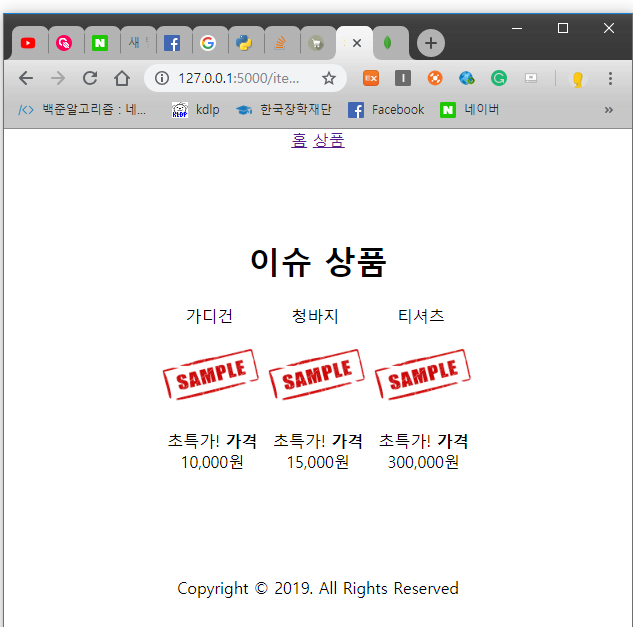 새
127.0.0.1:5000/ite...
백준알고리즘 : 네...
kdlp
한국장학재단
Facebook
네이버
홈 상품
이슈 상품
가디건 청바지 티셔츠
SAMPLE SAMPLE SAMPLE
초특가! 가격 초특가! 가격 초특가! 가격
10,000원 15,000원 300,000원
Copyright © 2019. All Rights Reserved